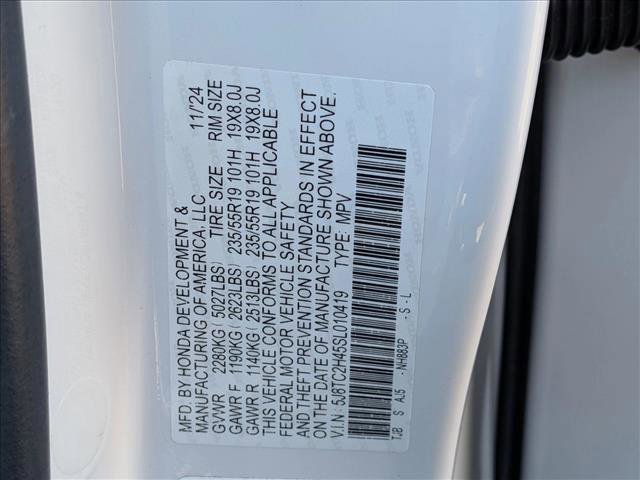 MFD. BY HONDA DEVELOPMENT &
MANUFACTURING OF AMERICA, LLC 11/'24
GVWR 2280KG ( 5027LBS) TIRE SIZE RIM SIZE
GAWR F 1190KG ( 2623LBS) 235/55R19 101H 19X8.0J
GAWR R 1140KG ( 2513LBS) 235/55R19 101H 19X8.0J
THIS VEHICLE CONFORMS TO ALL APPLICABLE
FEDERAL MOTOR VEHICLE SAFETY
AND THEFT PREVENTION STANDARDS IN EFFECT
ON THE DATE OF MANUFACTURE SHOWN ABOVE.
V.I.N: 5J8TC2H45SL010419 TYPE: MPV
TJB S AJ5 -NH883P -S-L